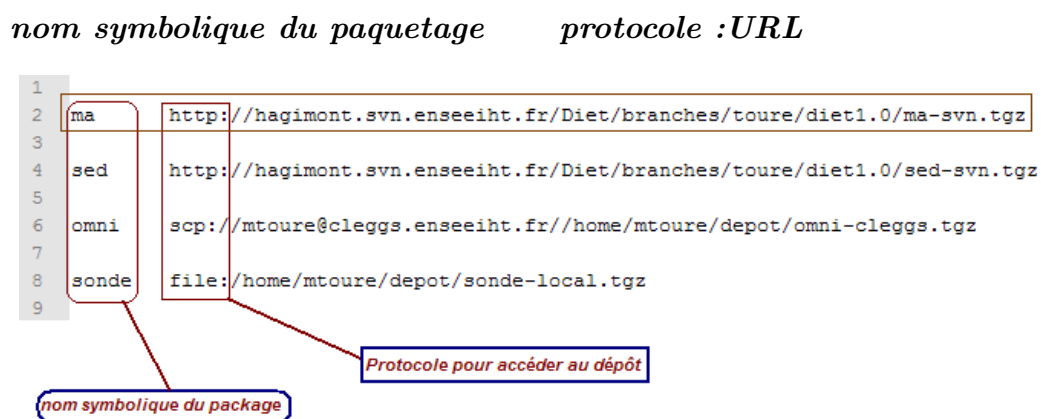 nom symbolique du paquetage protocole :URL
1
2 ma http://hagimont.svn.enseeiht.fr/Diet/branches/toure/diet1.0/ma-svn.tgz
3
4 sed http://hagimont.svn.enseeiht.fr/Diet/branches/toure/diet1.0/sed-svn.tgz
5
6 omni scp://mtoure@cleggs.enseeiht.fr//home/mtoure/depot/omni-cleggs.tgz
7
8 sonde file:/home/mtoure/depot/sonde-local.tgz
9
Protocole pour accéder au dépôt
nom symbolique du package